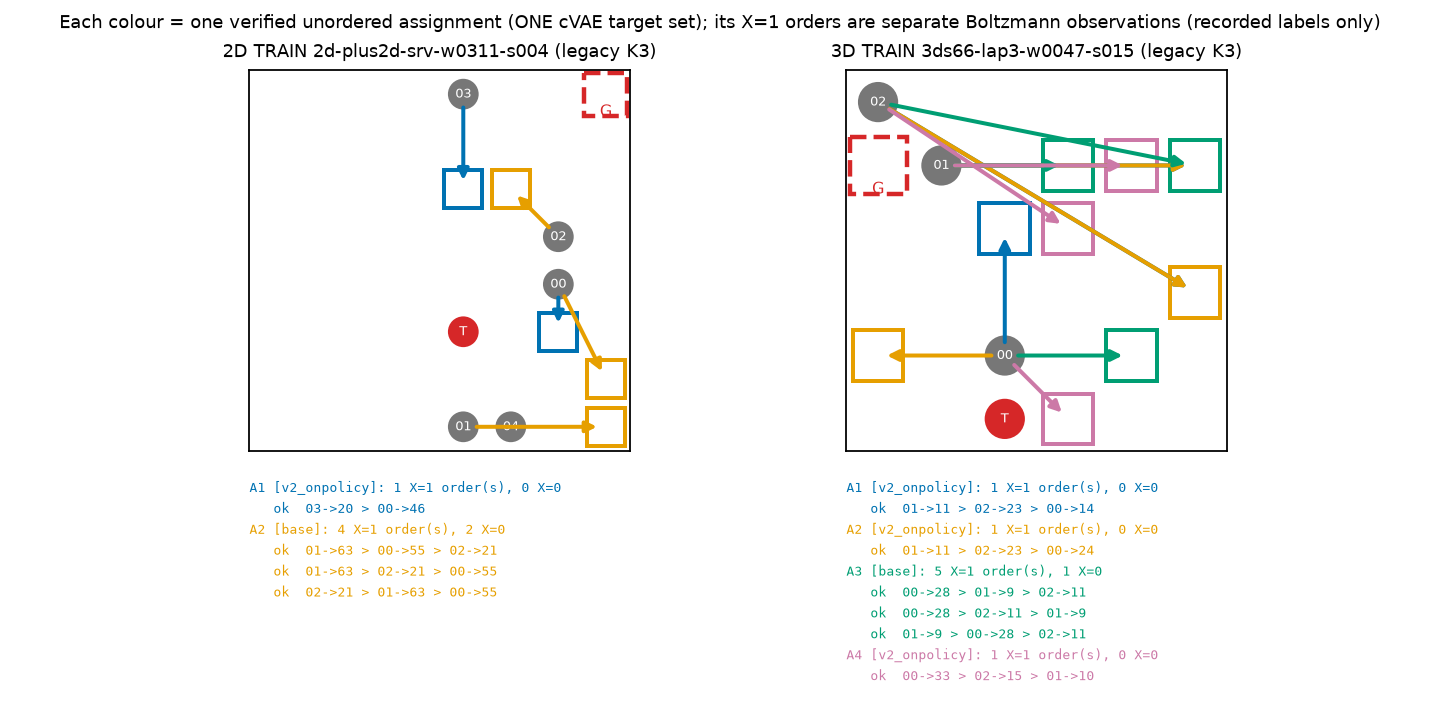 Each colour = one verified unordered assignment (ONE cVAE target set); its X=1 orders are separate Boltzmann observations (recorded labels only)
2D TRAIN 2d-plus2d-srv-w0311-s004 (legacy K3)
03
G
02
00
T
01
04
A1 [v2_onpolicy]: 1 X=1 order(s), 0 X=0
ok 03->20 > 00->46
A2 [base]: 4 X=1 order(s), 2 X=0
ok 01->63 > 00->55 > 02->21
ok 01->63 > 02->21 > 00->55
ok 02->21 > 01->63 > 00->55
3D TRAIN 3ds66-lap3-w0047-s015 (legacy K3)
02
01
G
00
T
A1 [v2_onpolicy]: 1 X=1 order(s), 0 X=0
ok 01->11 > 02->23 > 00->14
A2 [v2_onpolicy]: 1 X=1 order(s), 0 X=0
ok 01->11 > 02->23 > 00->24
A3 [base]: 5 X=1 order(s), 1 X=0
ok 00->28 > 01->9 > 02->11
ok 00->28 > 02->11 > 01->9
ok 01->9 > 00->28 > 02->11
A4 [v2_onpolicy]: 1 X=1 order(s), 0 X=0
ok 00->33 > 02->15 > 01->10